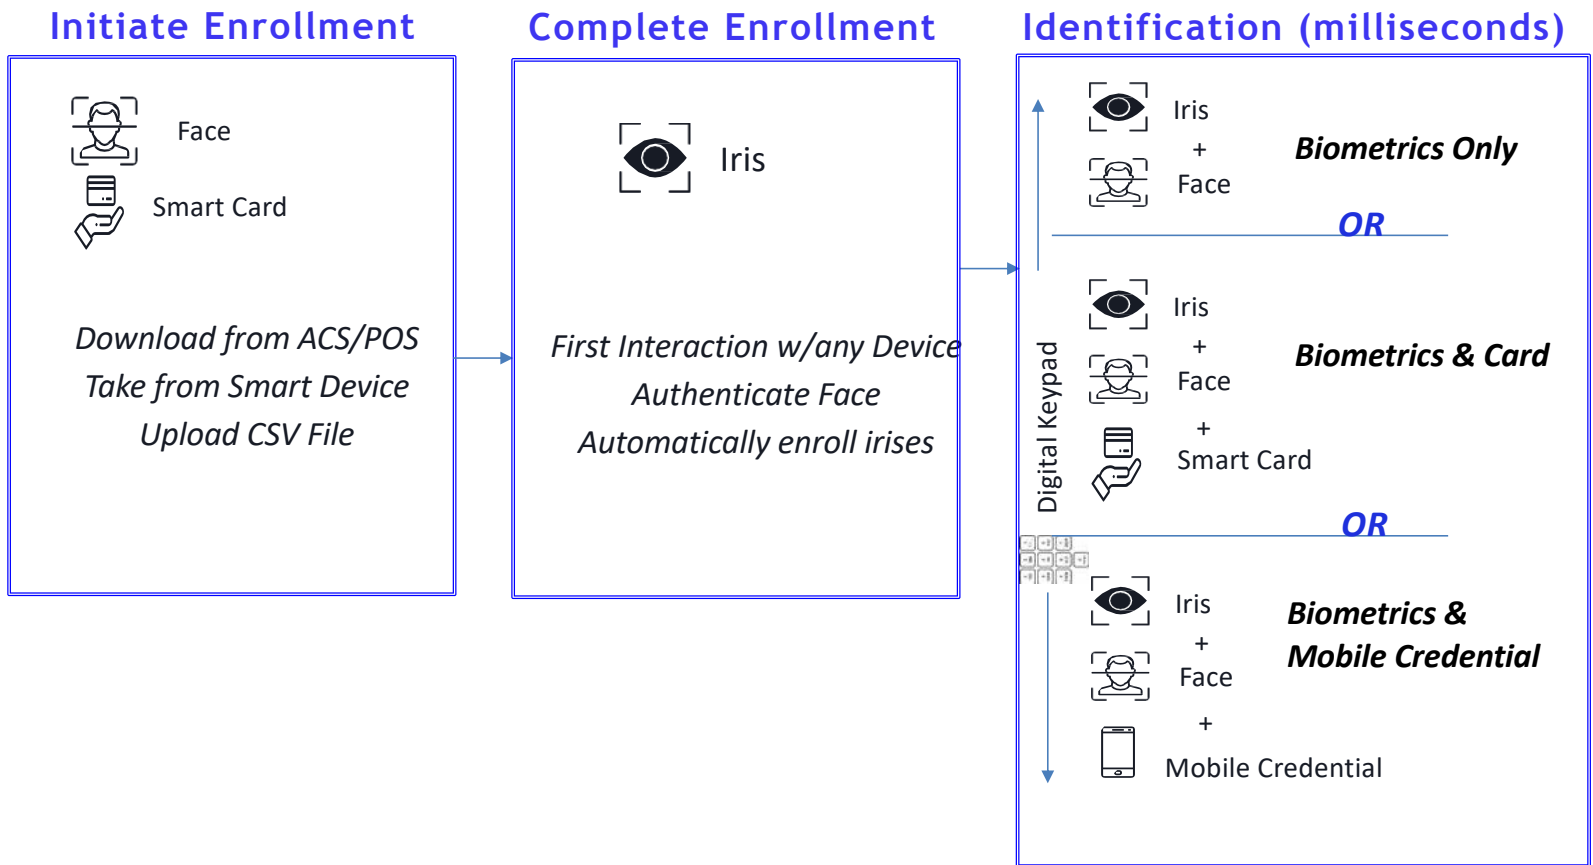 Initiate Enrollment
Face
Smart Card
Download from ACS/POS
Take from Smart Device
Upload CSV File
Complete Enrollment
Iris
First Interaction w/any Device
Authenticate Face
Automatically enroll irises
Identification (milliseconds)
Digital Keypad
Iris
+
Face
Biometrics Only
OR
Iris
+
Face
+
Smart Card
Biometrics & Card
OR
Iris
+
Face
+
Mobile Credential
Biometrics &
Mobile Credential